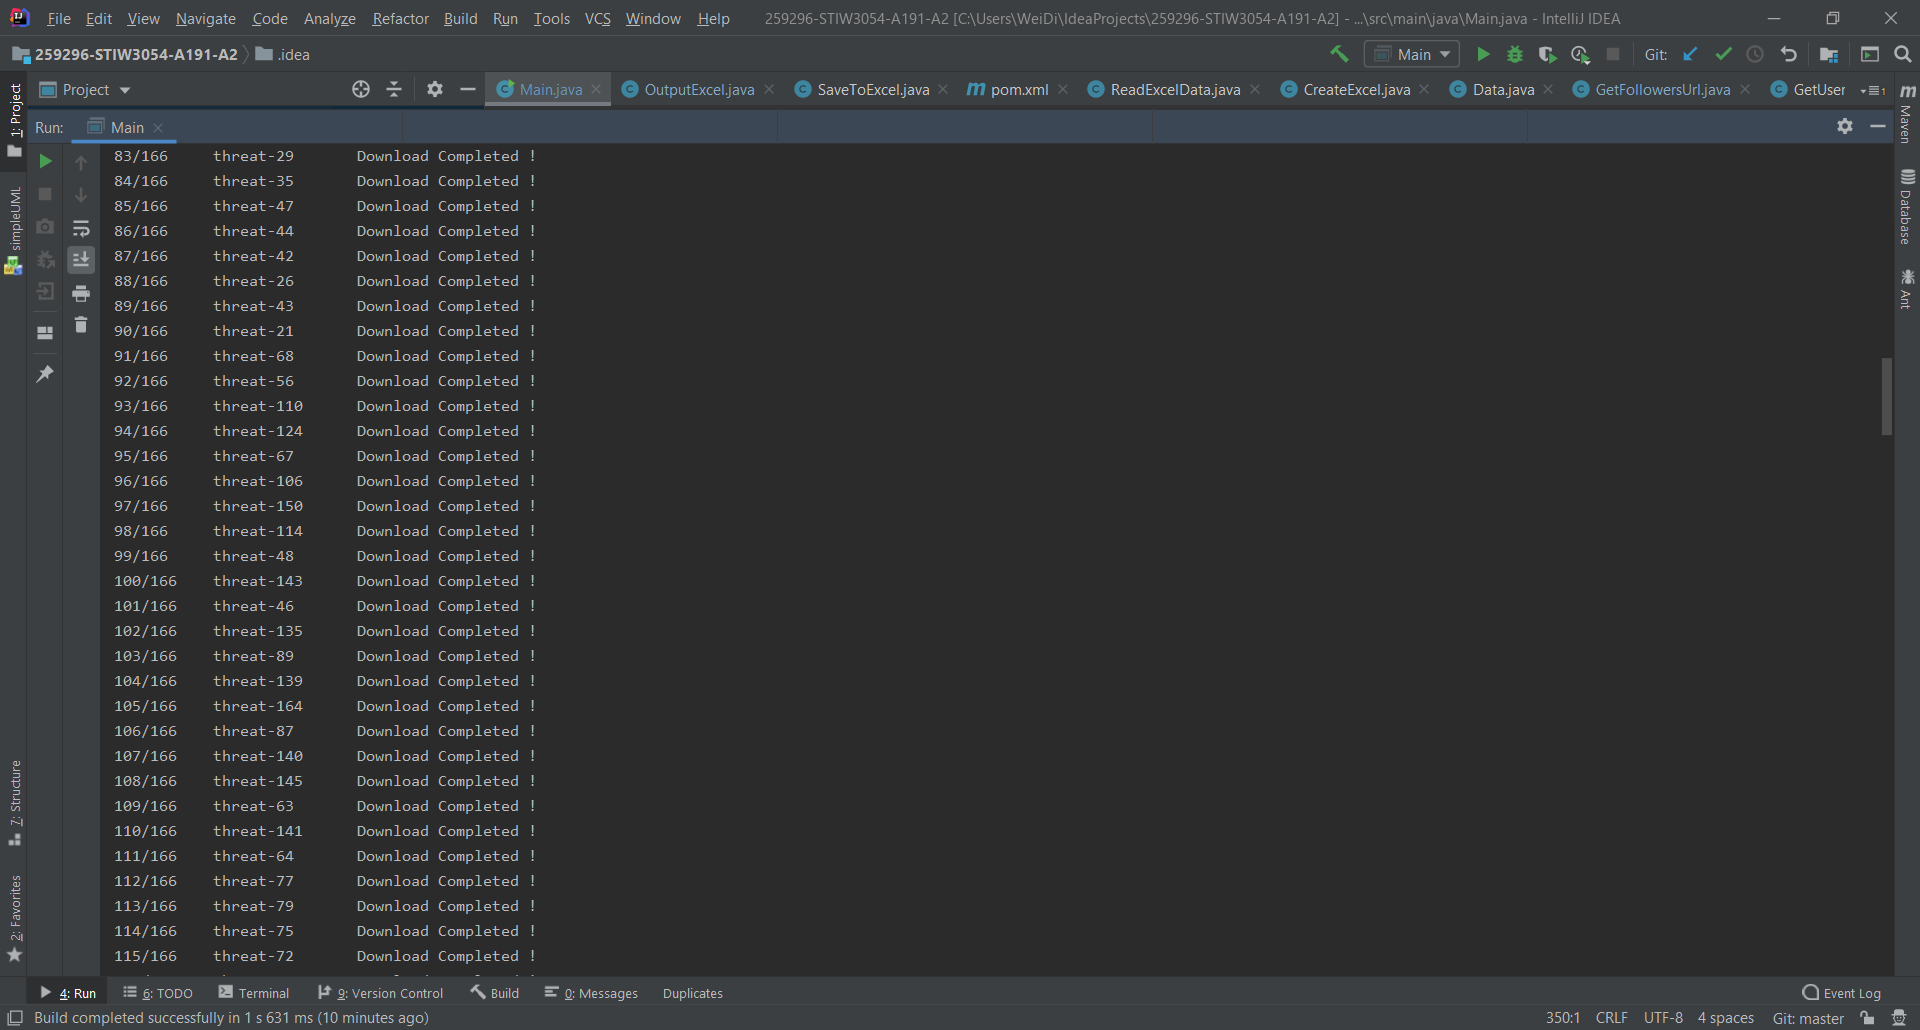 File Edit View Navigate Code Analyze Refactor Build Run Tools VCS Window Help 259296-STIW3054-A191-A2 [C:\Users\WeiDi\IdeaProjects\259296-STIW3054-A191-A2] - ...\src\main\java\Main.java - IntelliJ IDEA
259296-STIW3054-A191-A2 .idea Main Git:
Project Main.java OutputExcel.java SaveToExcel.java pom.xml ReadExcelData.java CreateExcel.java Data.java GetFollowersUrl.java GetUser
Run: Main
83/166 threat-29 Download Completed !
84/166 threat-35 Download Completed !
85/166 threat-47 Download Completed !
86/166 threat-44 Download Completed !
87/166 threat-42 Download Completed !
88/166 threat-26 Download Completed !
89/166 threat-43 Download Completed !
90/166 threat-21 Download Completed !
91/166 threat-68 Download Completed !
92/166 threat-56 Download Completed !
93/166 threat-110 Download Completed !
94/166 threat-124 Download Completed !
95/166 threat-67 Download Completed !
96/166 threat-106 Download Completed !
97/166 threat-150 Download Completed !
98/166 threat-114 Download Completed !
99/166 threat-48 Download Completed !
100/166 threat-143 Download Completed !
101/166 threat-46 Download Completed !
102/166 threat-135 Download Completed !
103/166 threat-89 Download Completed !
104/166 threat-139 Download Completed !
105/166 threat-164 Download Completed !
106/166 threat-87 Download Completed !
107/166 threat-140 Download Completed !
108/166 threat-145 Download Completed !
109/166 threat-63 Download Completed !
110/166 threat-141 Download Completed !
111/166 threat-64 Download Completed !
112/166 threat-77 Download Completed !
113/166 threat-79 Download Completed !
114/166 threat-75 Download Completed !
115/166 threat-72 Download Completed !
1: Project
simpleUML
7: Structure
2: Favorites
Maven
Database
Ant
4: Run 6: TODO Terminal 9: Version Control Build 0: Messages Duplicates Event Log
Build completed successfully in 1 s 631 ms (10 minutes ago) 350:1 CRLF UTF-8 4 spaces Git: master